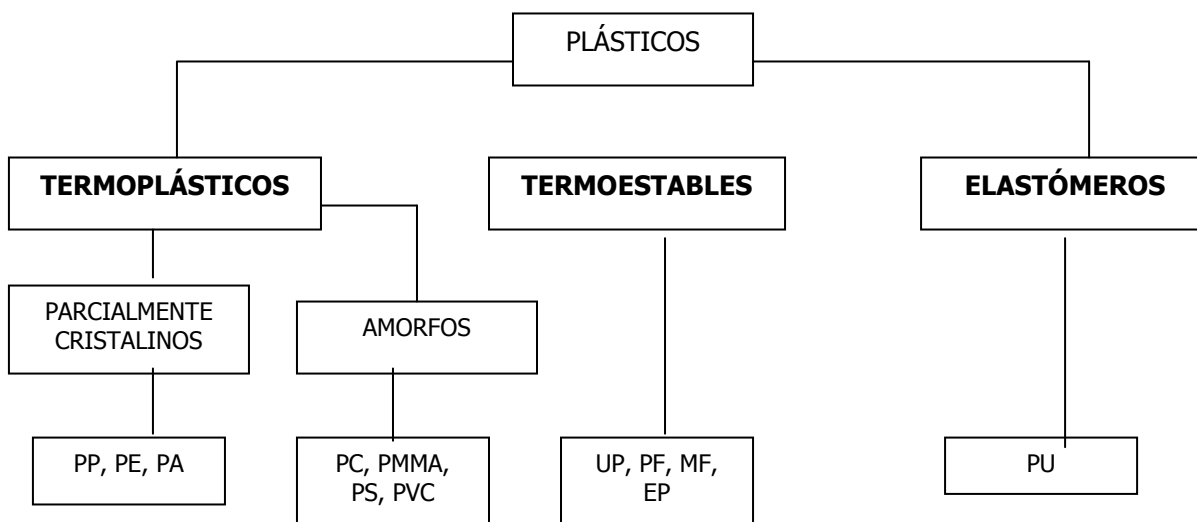 PLÁSTICOS
TERMOPLÁSTICOS
TERMOESTABLES
ELASTÓMEROS
PARCIALMENTE
CRISTALINOS
AMORFOS
PP, PE, PA
PC, PMMA,
PS, PVC
UP, PF, MF,
EP
PU